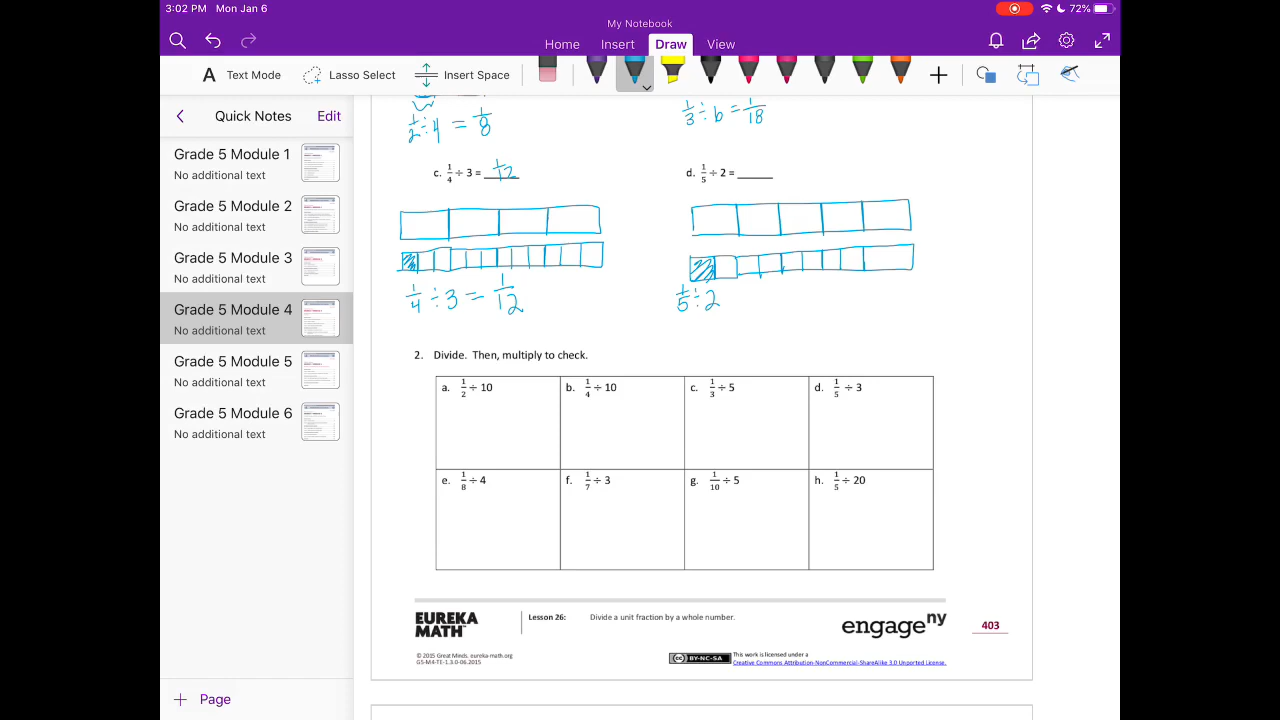 3:02 PM Mon Jan 6
72%
My Notebook
Home Insert Draw View
A Text Mode Lasso Select Insert Space
Quick Notes Edit
Grade 5 Module 1
No additional text
Grade 5 Module 2
No additional text
Grade 5 Module 3
No additional text
Grade 5 Module 4
No additional text
Grade 5 Module 5
No additional text
Grade 5 Module 6
No additional text
+ Page
1/2 ÷ 4 = 1/8
1/3 ÷ 6 = 1/18
c. 1/4 ÷ 3 = 1/12
d. 1/5 ÷ 2 = ____
1/4 ÷ 3 = 1/12
1/5 ÷ 2
2. Divide. Then, multiply to check.
a. 1/2 ÷ 10
b. 1/4 ÷ 10
c. 1/3 ÷ 5
d. 1/5 ÷ 3
e. 1/8 ÷ 4
f. 1/7 ÷ 3
g. 1/10 ÷ 5
h. 1/5 ÷ 20
EUREKA
MATH™
Lesson 26: Divide a unit fraction by a whole number.
engage ny
403
© 2015 Great Minds. eureka-math.org
G5-M4-TE-1.3.0-06.2015
CC BY-NC-SA
This work is licensed under a
Creative Commons Attribution-NonCommercial-ShareAlike 3.0 Unported License.